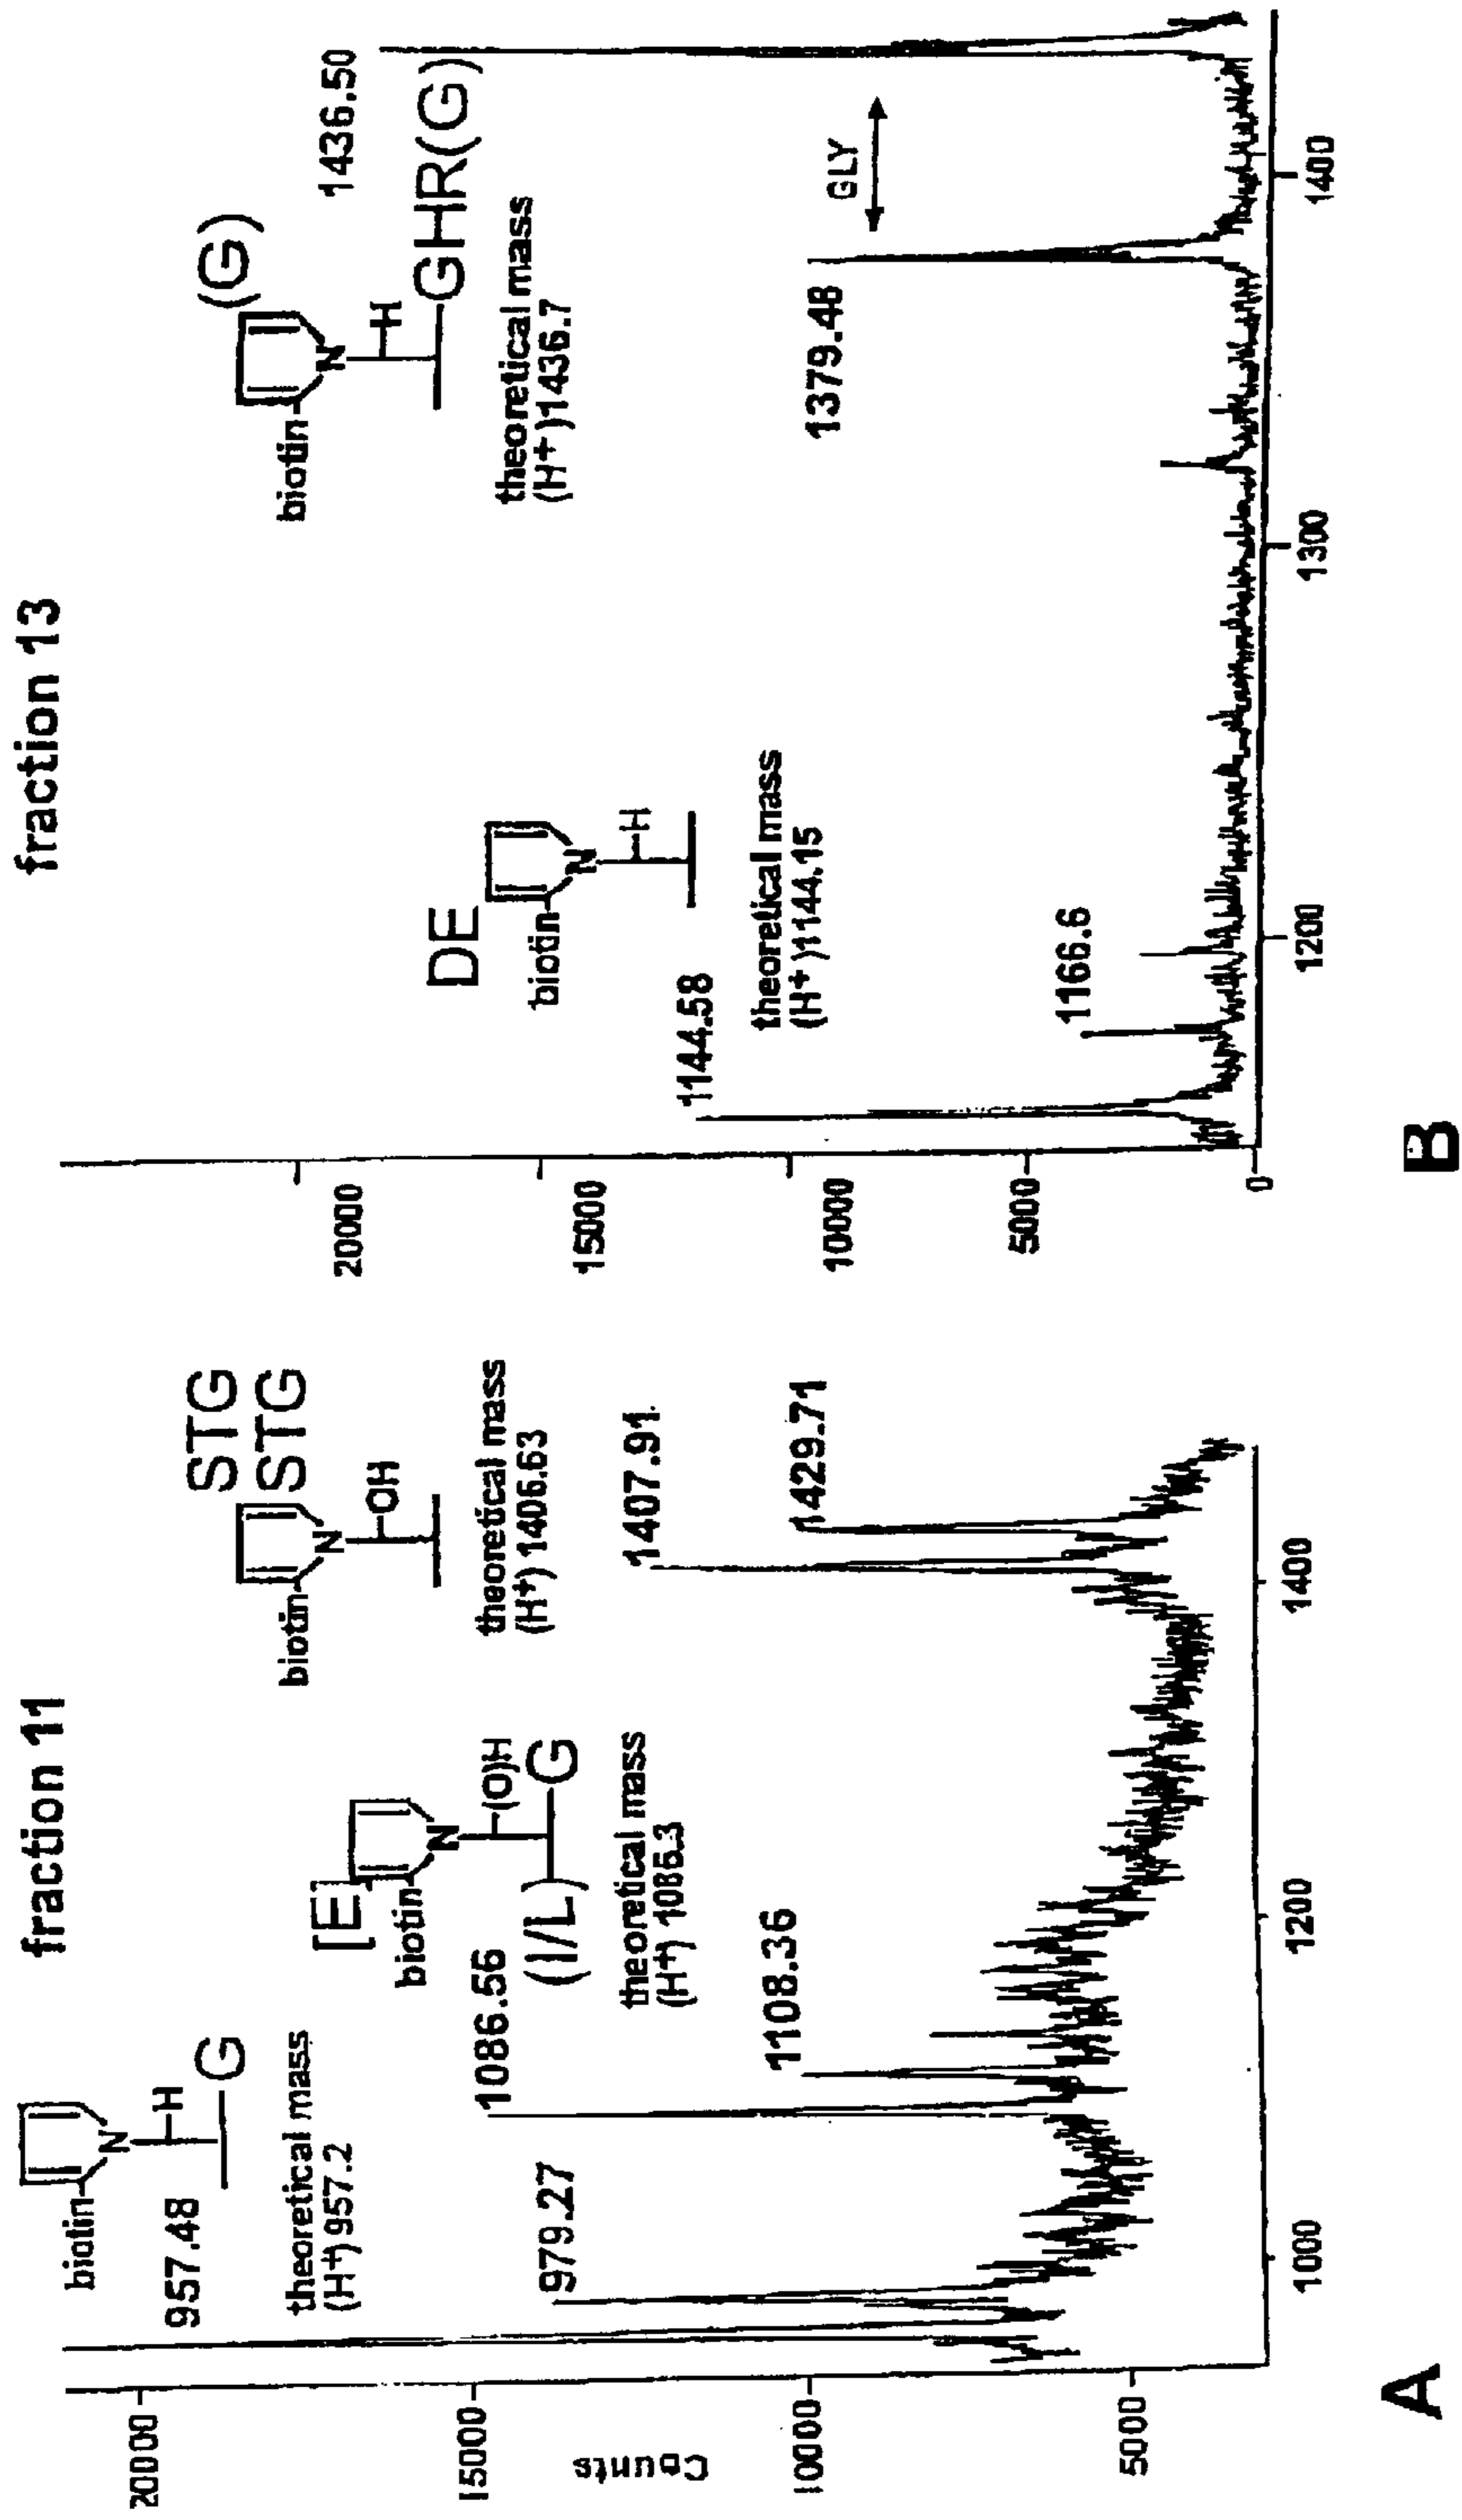 fraction 11
biotin
N
H
G
957.48
theoretical mass
(H+) 957.2
979.27
[E]
biotin
N
(O)H
(I/L)
G
1086.56
theoretical mass
1108.36
STG
STG
biotin
N
OH
theoretical mass
(H+) 1406.63
1407.91
1429.71
Counts
20000
15000
10000
5000
1000
1200
1400
A
fraction 13
DE
biotin
N
H
1144.58
theoretical mass
(H+)1144.15
1166.6
(G)
biotin
N
H
GHR(G)
theoretical mass
(H+)1436.7
1436.50
1379.48
GLY
20000
15000
10000
5000
0
1200
1300
1400
B